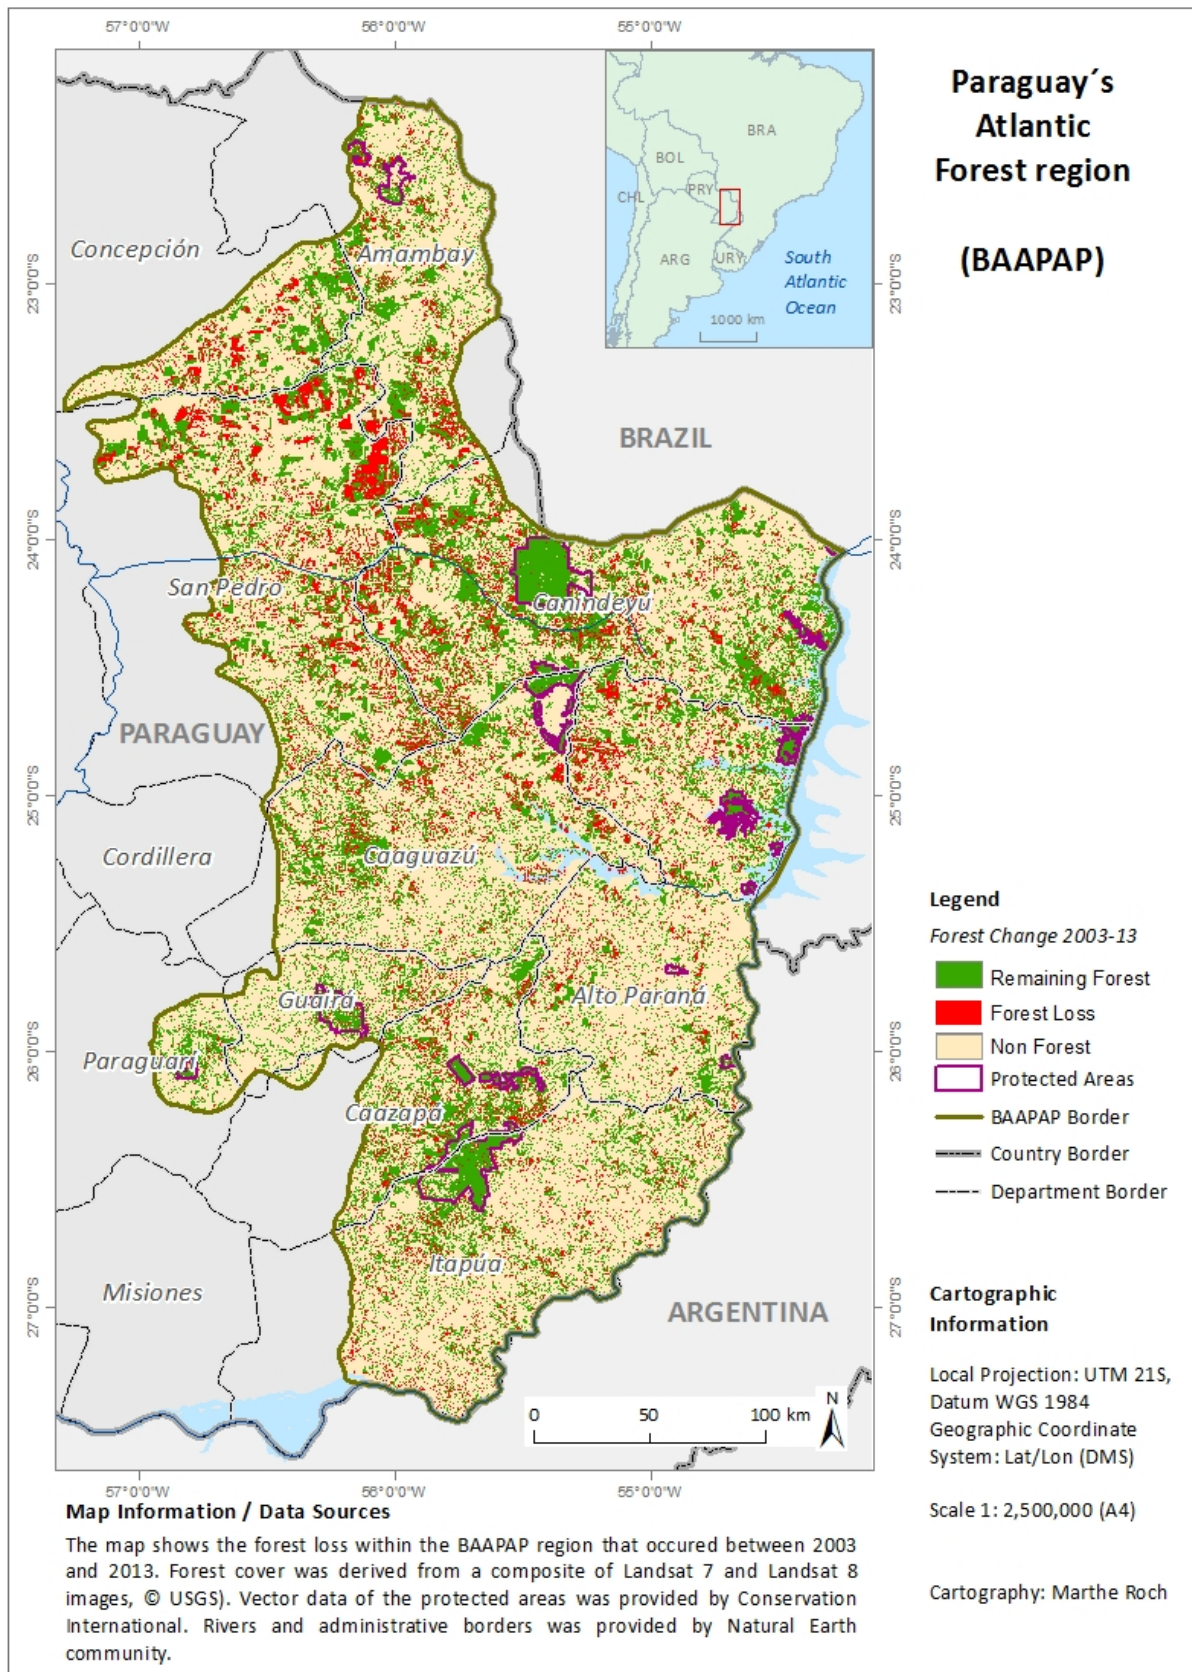 57°0'0"W
56°0'0"W
55°0'0"W
Paraguay´s
Atlantic
Forest region
(BAAPAP)
BRA
BOL
PRY
CHL
ARG
URY
South
Atlantic
Ocean
1000 km
Concepción
Amambay
23°0'0"S
23°0'0"S
BRAZIL
24°0'0"S
24°0'0"S
San Pedro
Canindeyú
PARAGUAY
25°0'0"S
25°0'0"S
Cordillera
Caaguazú
Guairá
Alto Paraná
Paraguarí
26°0'0"S
26°0'0"S
Caazapá
Itapúa
Misiones
ARGENTINA
27°0'0"S
27°0'0"S
0 50 100 km
N
57°0'0"W
56°0'0"W
55°0'0"W
Legend
Forest Change 2003-13
Remaining Forest
Forest Loss
Non Forest
Protected Areas
BAAPAP Border
Country Border
Department Border
Cartographic
Information
Local Projection: UTM 21S,
Datum WGS 1984
Geographic Coordinate
System: Lat/Lon (DMS)
Scale 1: 2,500,000 (A4)
Cartography: Marthe Roch
Map Information / Data Sources
The map shows the forest loss within the BAAPAP region that occured between 2003
and 2013. Forest cover was derived from a composite of Landsat 7 and Landsat 8
images, © USGS). Vector data of the protected areas was provided by Conservation
International. Rivers and administrative borders was provided by Natural Earth
community.